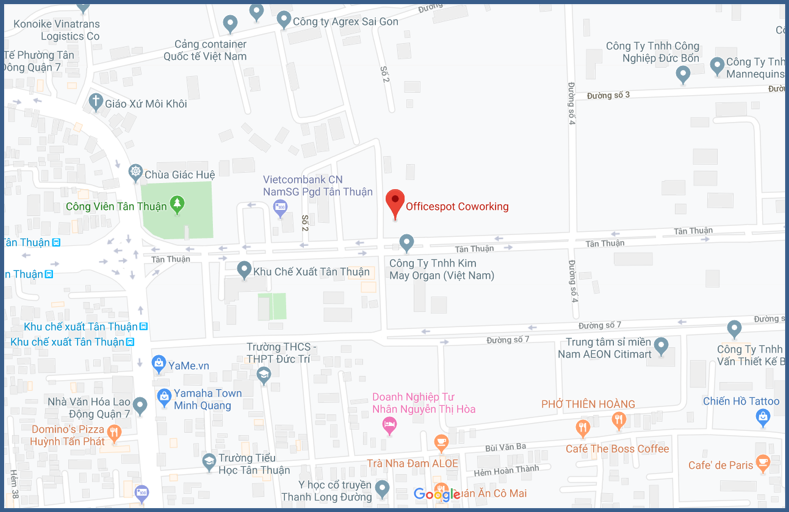 Konoike Vinatrans
Logistics Co
Công ty Agrex Sai Gon
Cảng container
Quốc tế Việt Nam
Tế Phường Tân
Đông Quận 7
Giáo Xứ Môi Khôi
Số 2
Công Ty Tnhh Công
Nghiệp Đức Bổn
Công Ty Tnh
Mannequins
Đường số 3
Đườ
Đường số 4
Chùa Giác Huệ
Vietcombank CN
NamSG Pgd Tân Thuận
Công Viên Tân Thuận
Officespot Coworking
Số 2
Tân Thuận
Tân Thuận
Tân Thuận
Tân Thuận
Tân Thuận
n Thuận
Khu Chế Xuất Tân Thuận
Công Ty Tnhh Kim
May Organ (Việt Nam)
Đường số 4
Khu chế xuất Tân Thuận
Khu chế xuất Tân Thuận
Trường THCS -
THPT Đức Trí
Đường số 7
Đường số 7
Đường số 7
Trung tâm sỉ miền
Nam AEON Citimart
Công Ty Tnhh
Vấn Thiết Kế B
YaMe.vn
Yamaha Town
Minh Quang
Nhà Văn Hóa Lao
Động Quận 7
Domino's Pizza
Huỳnh Tấn Phát
Doanh Nghiệp Tư
Nhân Nguyễn Thị Hòa
PHỞ THIÊN HOÀNG
Chiến Hồ Tattoo
Café The Boss Coffee
Bùi Văn Ba
Trà Nha Đam ALOE
Hẻm Hoàn Thành
Cafe' de Paris
Trường Tiểu
Học Tân Thuận
Hẻm 38
Y học cổ truyền
Thanh Long Đường
Google
uán Ăn Cô Mai